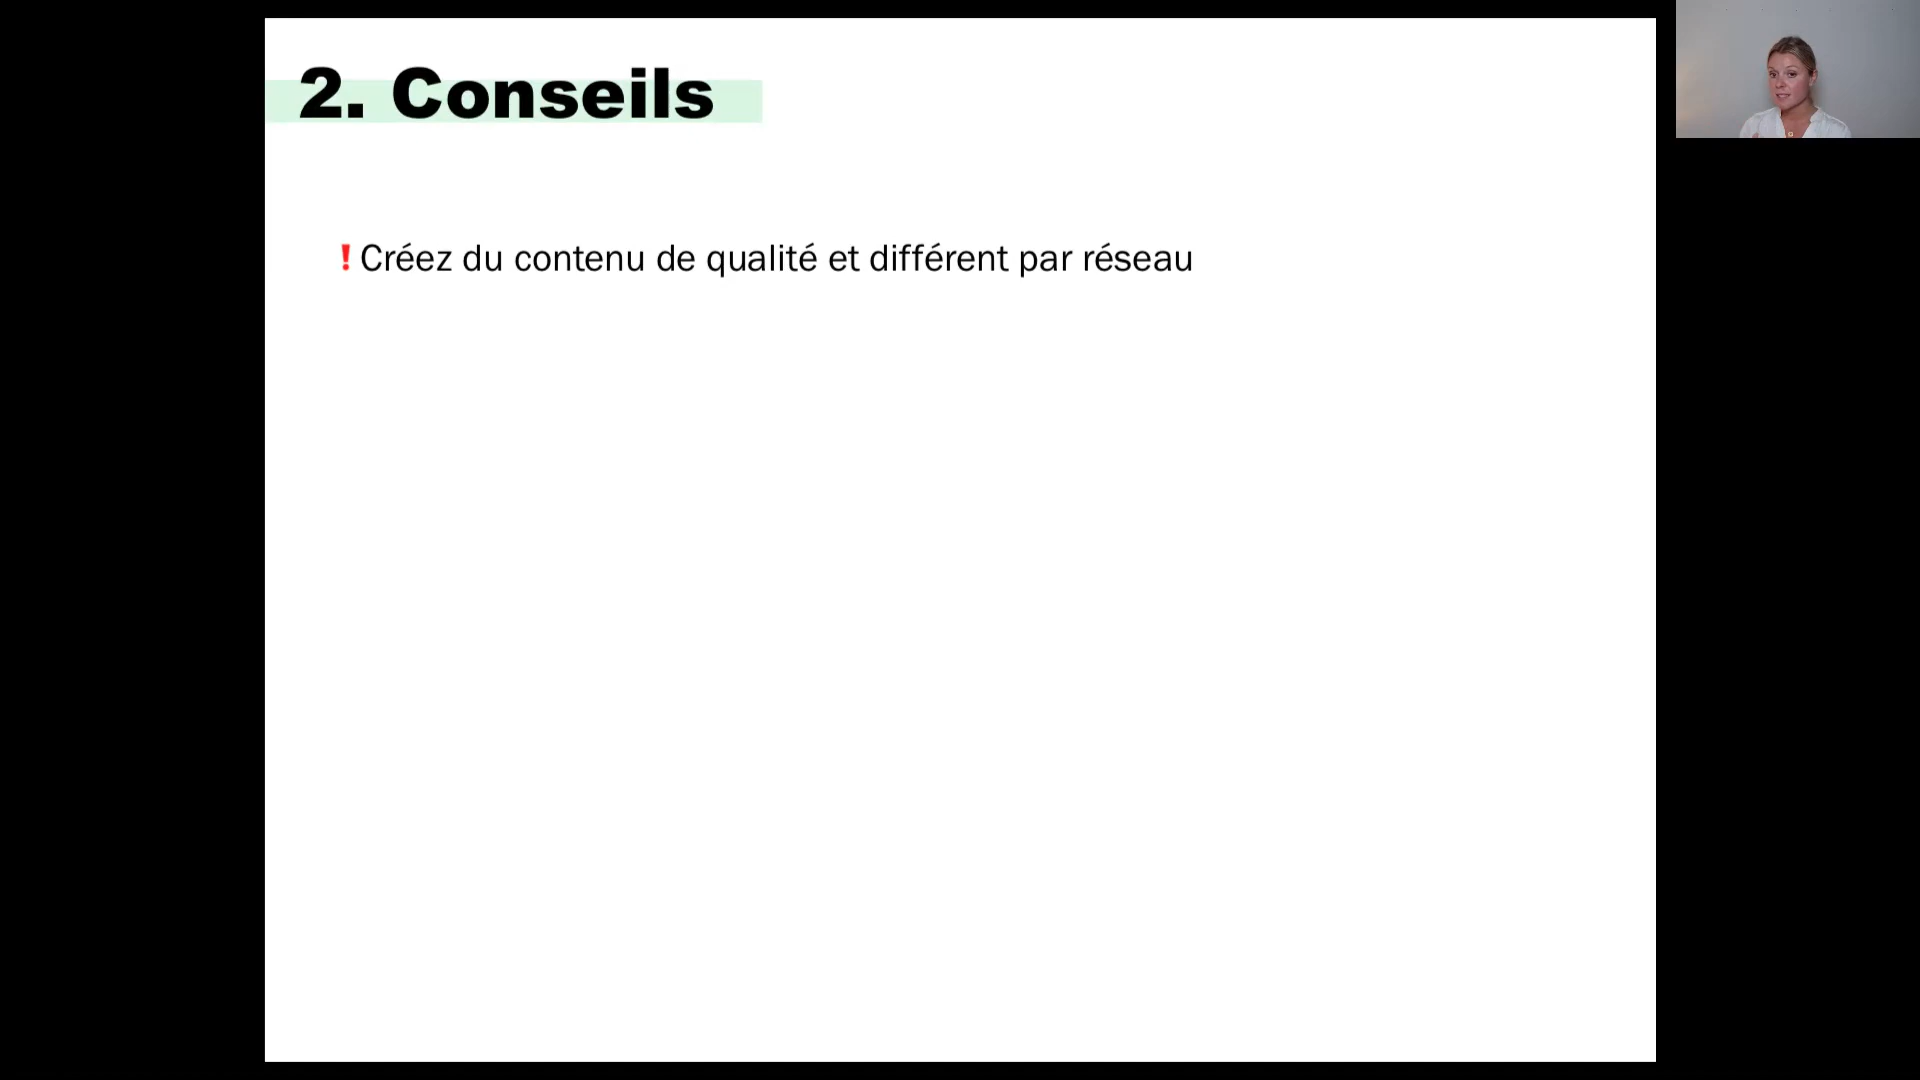 2. Conseils
! Créez du contenu de qualité et différent par réseau